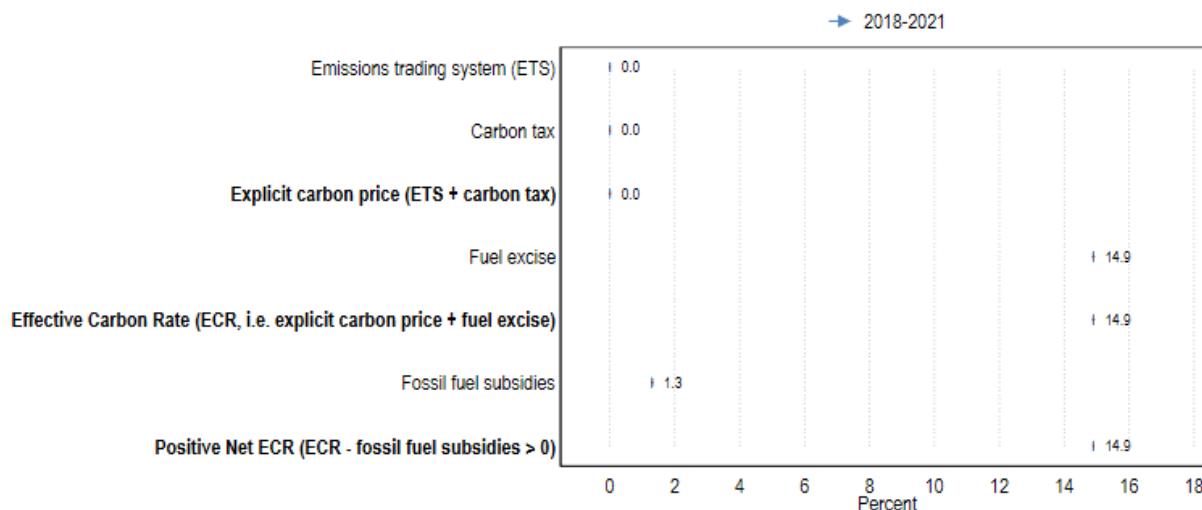 2018-2021
Emissions trading system (ETS) 0.0
Carbon tax 0.0
Explicit carbon price (ETS + carbon tax) 0.0
Fuel excise 14.9
Effective Carbon Rate (ECR, i.e. explicit carbon price + fuel excise) 14.9
Fossil fuel subsidies 1.3
Positive Net ECR (ECR - fossil fuel subsidies > 0) 14.9
0 2 4 6 8 10 12 14 16 18
Percent